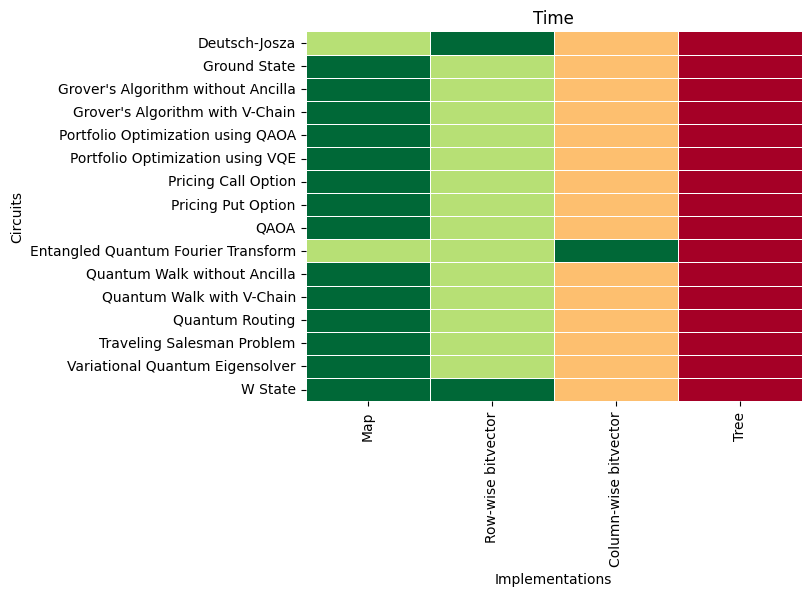 Time
Deutsch-Josza
Ground State
Grover's Algorithm without Ancilla
Grover's Algorithm with V-Chain
Portfolio Optimization using QAOA
Portfolio Optimization using VQE
Pricing Call Option
Pricing Put Option
QAOA
Entangled Quantum Fourier Transform
Quantum Walk without Ancilla
Quantum Walk with V-Chain
Quantum Routing
Traveling Salesman Problem
Variational Quantum Eigensolver
W State
Circuits
Map
Row-wise bitvector
Column-wise bitvector
Tree
Implementations